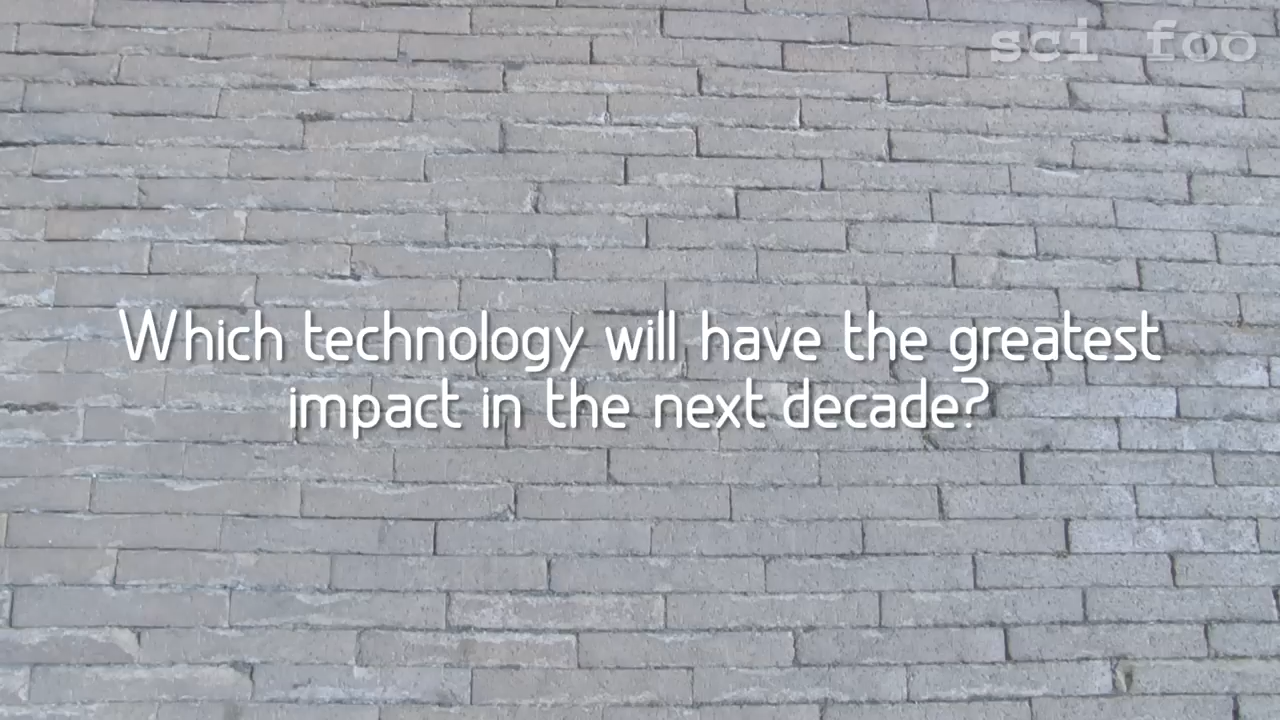 sci foo
Which technology will have the greatest
impact in the next decade?